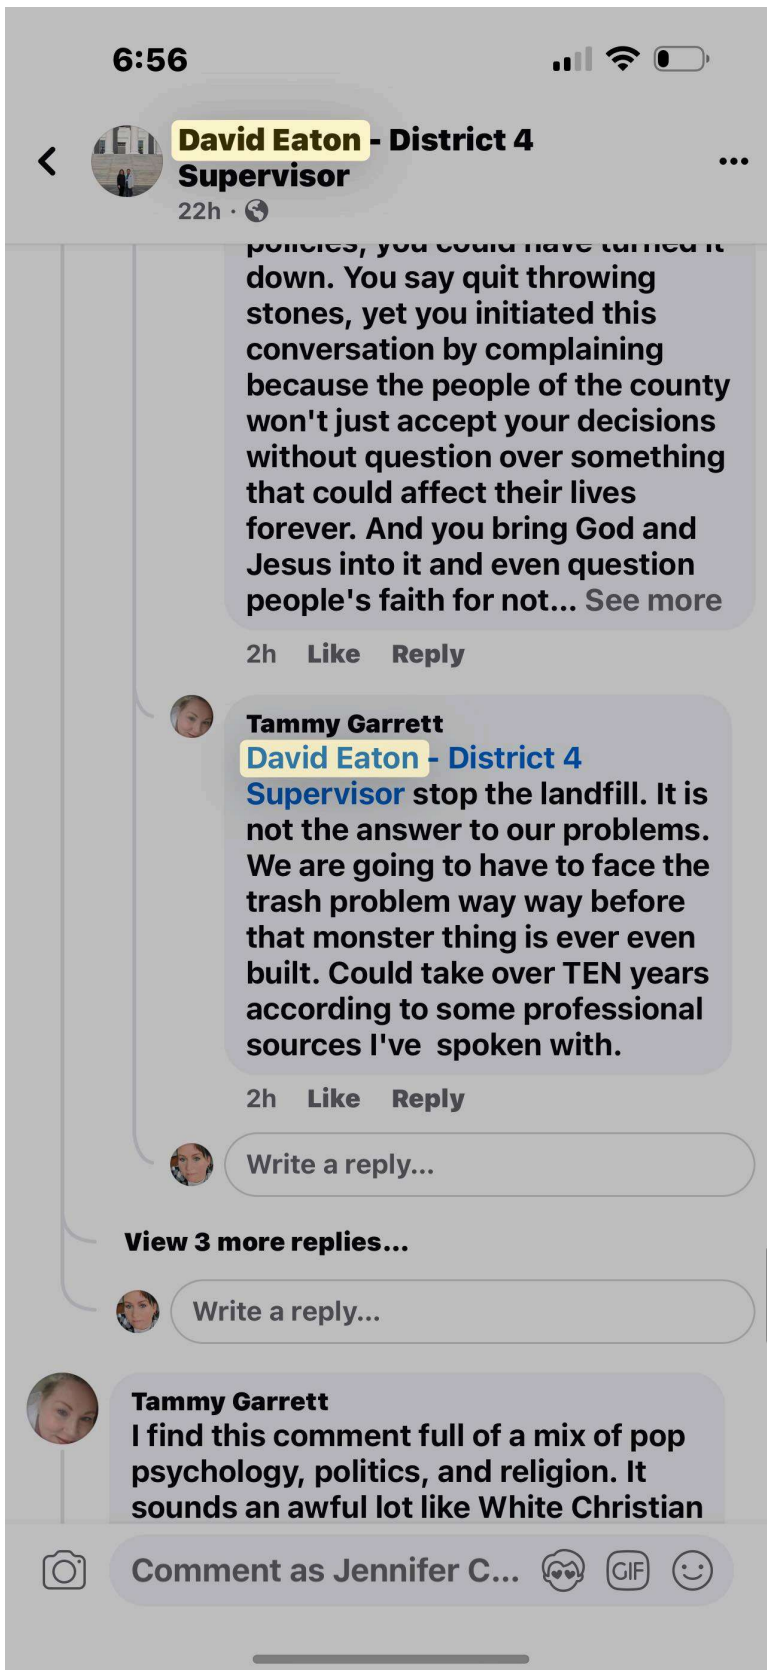 6:56
David Eaton - District 4
Supervisor
22h ·
policies, you could have turned it
down. You say quit throwing
stones, yet you initiated this
conversation by complaining
because the people of the county
won't just accept your decisions
without question over something
that could affect their lives
forever. And you bring God and
Jesus into it and even question
people's faith for not... See more
2h Like Reply
Tammy Garrett
David Eaton - District 4
Supervisor stop the landfill. It is
not the answer to our problems.
We are going to have to face the
trash problem way way before
that monster thing is ever even
built. Could take over TEN years
according to some professional
sources I've spoken with.
2h Like Reply
Write a reply...
View 3 more replies...
Write a reply...
Tammy Garrett
I find this comment full of a mix of pop
psychology, politics, and religion. It
sounds an awful lot like White Christian
Comment as Jennifer C... GIF